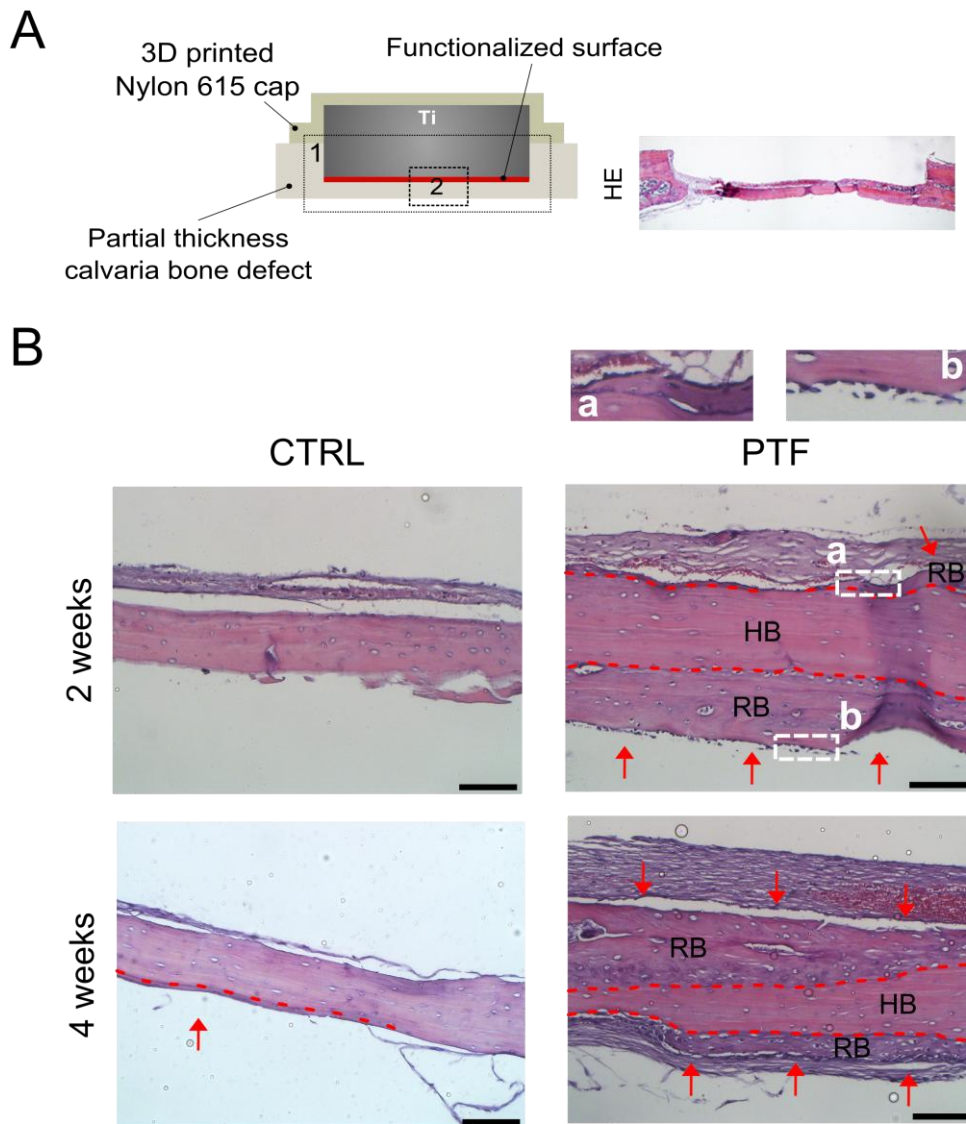 A
3D printed
Nylon 615 cap
Functionalized surface
Ti
1
2
Partial thickness
calvaria bone defect
HE
B
a
b
CTRL
PTF
2 weeks
a
RB
HB
RB
b
4 weeks
RB
HB
RB